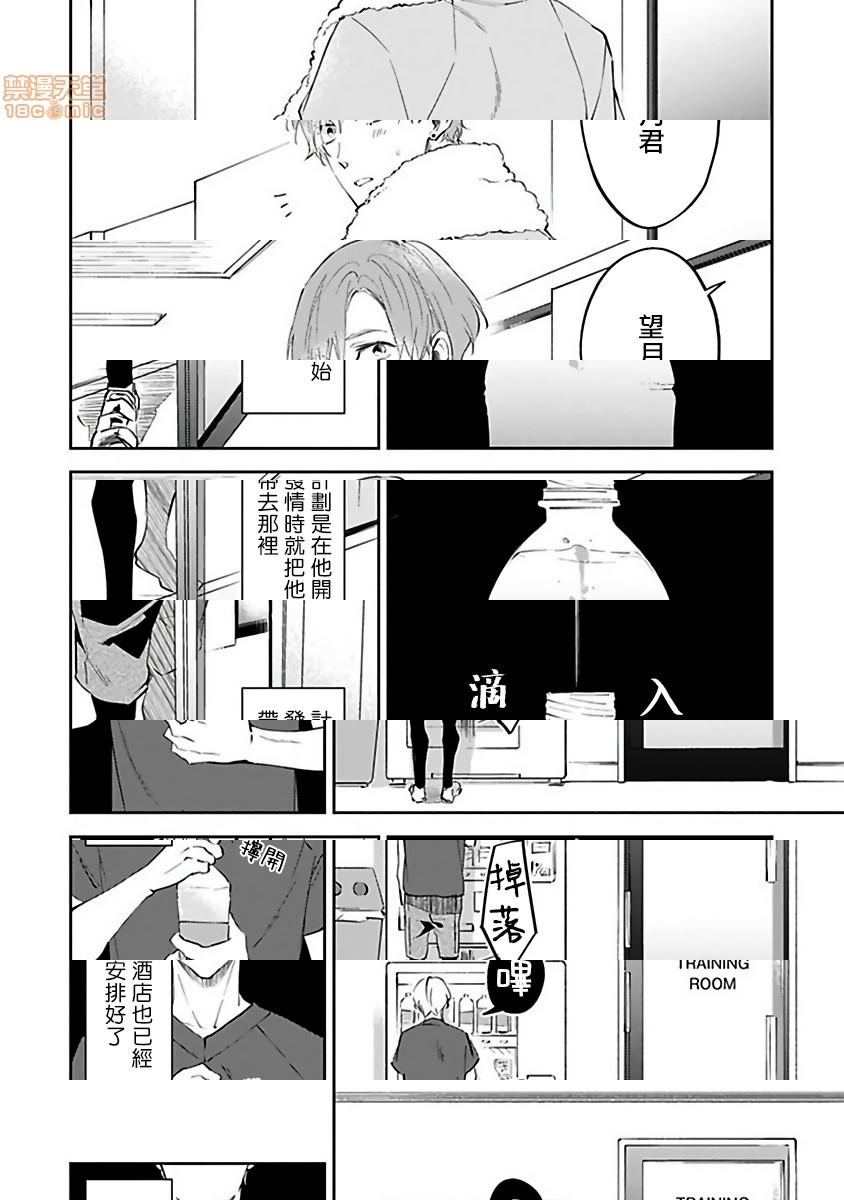 禁漫天堂
18comic
君
望
始
計劃是在他開
發情時就把他
帶去那裡
滴入
擰開
掉落
嗶
TRAINING
ROOM
酒店也已經
安排好了
TRAINING